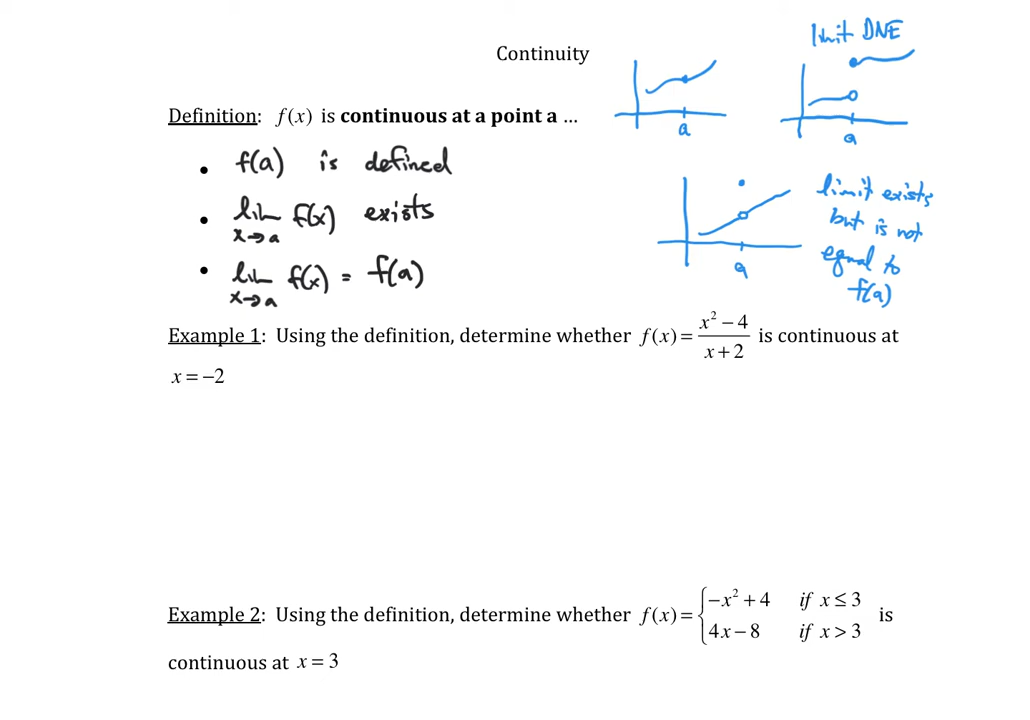 Continuity
limit DNE
Definition: f(x) is continuous at a point a ...
a
a
• f(a) is defined
• lim f(x) exists
x→a
• lim f(x) = f(a)
x→a
limit exists
but is not
equal to
f(a)
a
Example 1: Using the definition, determine whether f(x) = (x² − 4)/(x + 2) is continuous at
x = −2
Example 2: Using the definition, determine whether f(x) = { −x² + 4 if x ≤ 3
4x − 8 if x > 3 is
continuous at x = 3